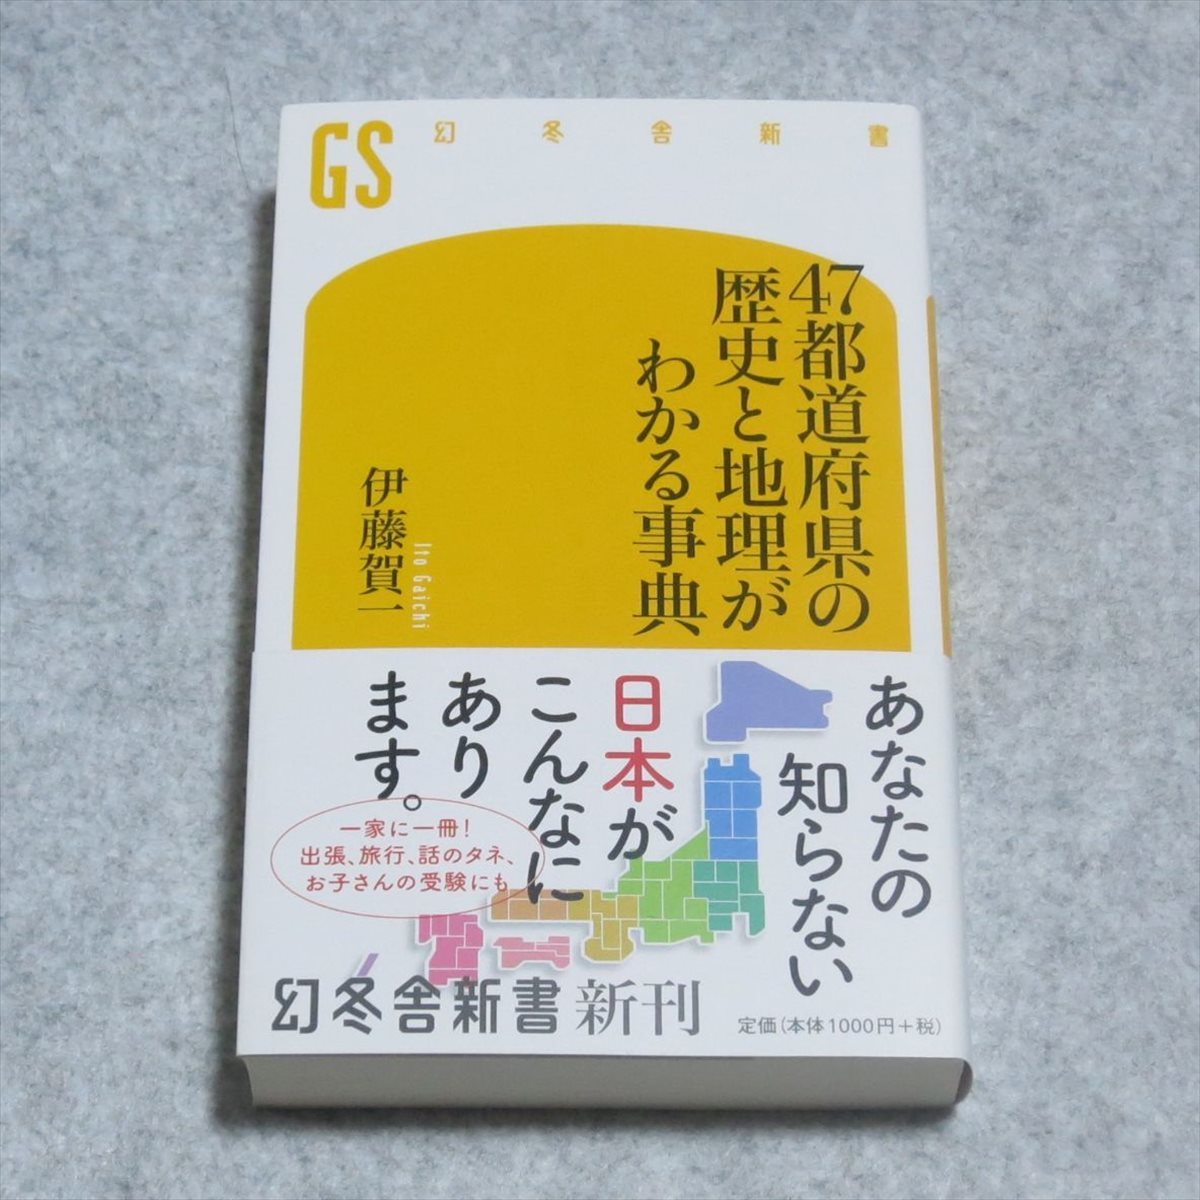 GS
幻冬舎新書
47都道府県の
歴史と地理が
わかる事典
伊藤賀一
Ito Gaichi
あなたの
知らない
日本が
こんなに
あり
ます。
一家に一冊!
出張、旅行、話のタネ、
お子さんの受験にも
幻冬舎新書 新刊
定価(本体1000円+税)